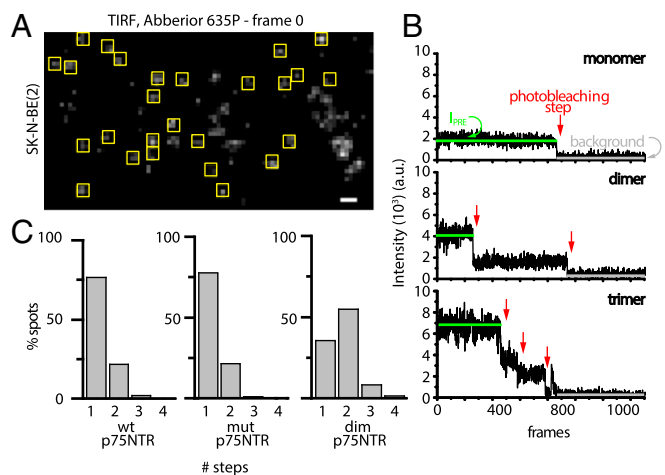 A
TIRF, Abberior 635P - frame 0
SK-N-BE(2)
B
Intensity (10³) (a.u.)
10
8
6
4
2
0
monomer
photobleaching
step
I PRE
background
10
8
6
4
2
0
dimer
10
8
6
4
2
0
trimer
0 400 800 1000
frames
C
% spots
100
50
0
1 2 3 4
wt
p75NTR
100
50
1 2 3 4
mut
p75NTR
100
50
1 2 3 4
dim
p75NTR
# steps